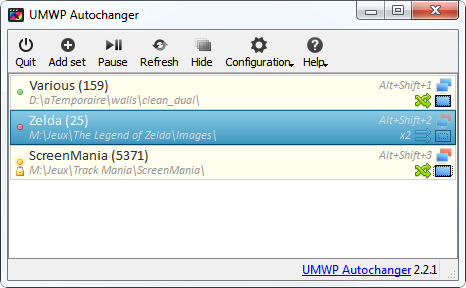 UMWP Autochanger
Quit Add set Pause Refresh Hide Configuration Help
Various (159) Alt+Shift+1
D:\aTemporaire\walls\clean_dual\
Zelda (25) Alt+Shift+2
M:\Jeux\The Legend of Zelda\Images\ x2
ScreenMania (5371) Alt+Shift+3
M:\Jeux\Track Mania\ScreenMania\
UMWP Autochanger 2.2.1